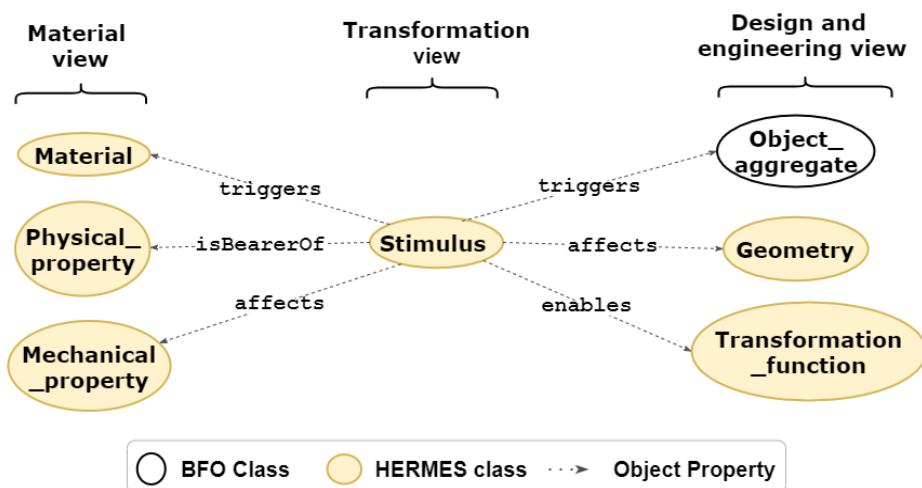 Material
view
Transformation
view
Design and
engineering view
Material
triggers
triggers
Object_
aggregate
Physical_
property
isBearerOf
Stimulus
affects
Geometry
affects
enables
Mechanical
_property
Transformation
_function
BFO Class
HERMES class
Object Property